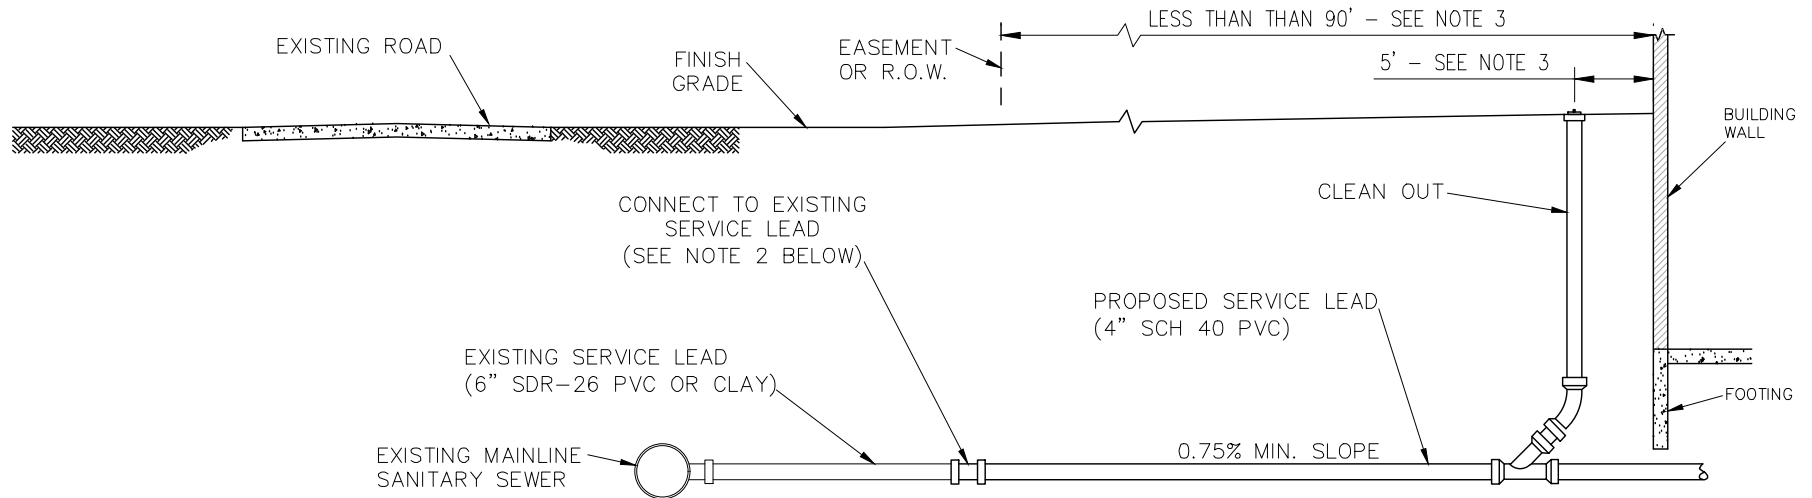 LESS THAN THAN 90' - SEE NOTE 3
EXISTING ROAD
FINISH
GRADE
EASEMENT
OR R.O.W.
5' - SEE NOTE 3
BUILDING
WALL
CLEAN OUT
CONNECT TO EXISTING
SERVICE LEAD
(SEE NOTE 2 BELOW)
PROPOSED SERVICE LEAD
(4" SCH 40 PVC)
EXISTING SERVICE LEAD
(6" SDR-26 PVC OR CLAY)
FOOTING
0.75% MIN. SLOPE
EXISTING MAINLINE
SANITARY SEWER